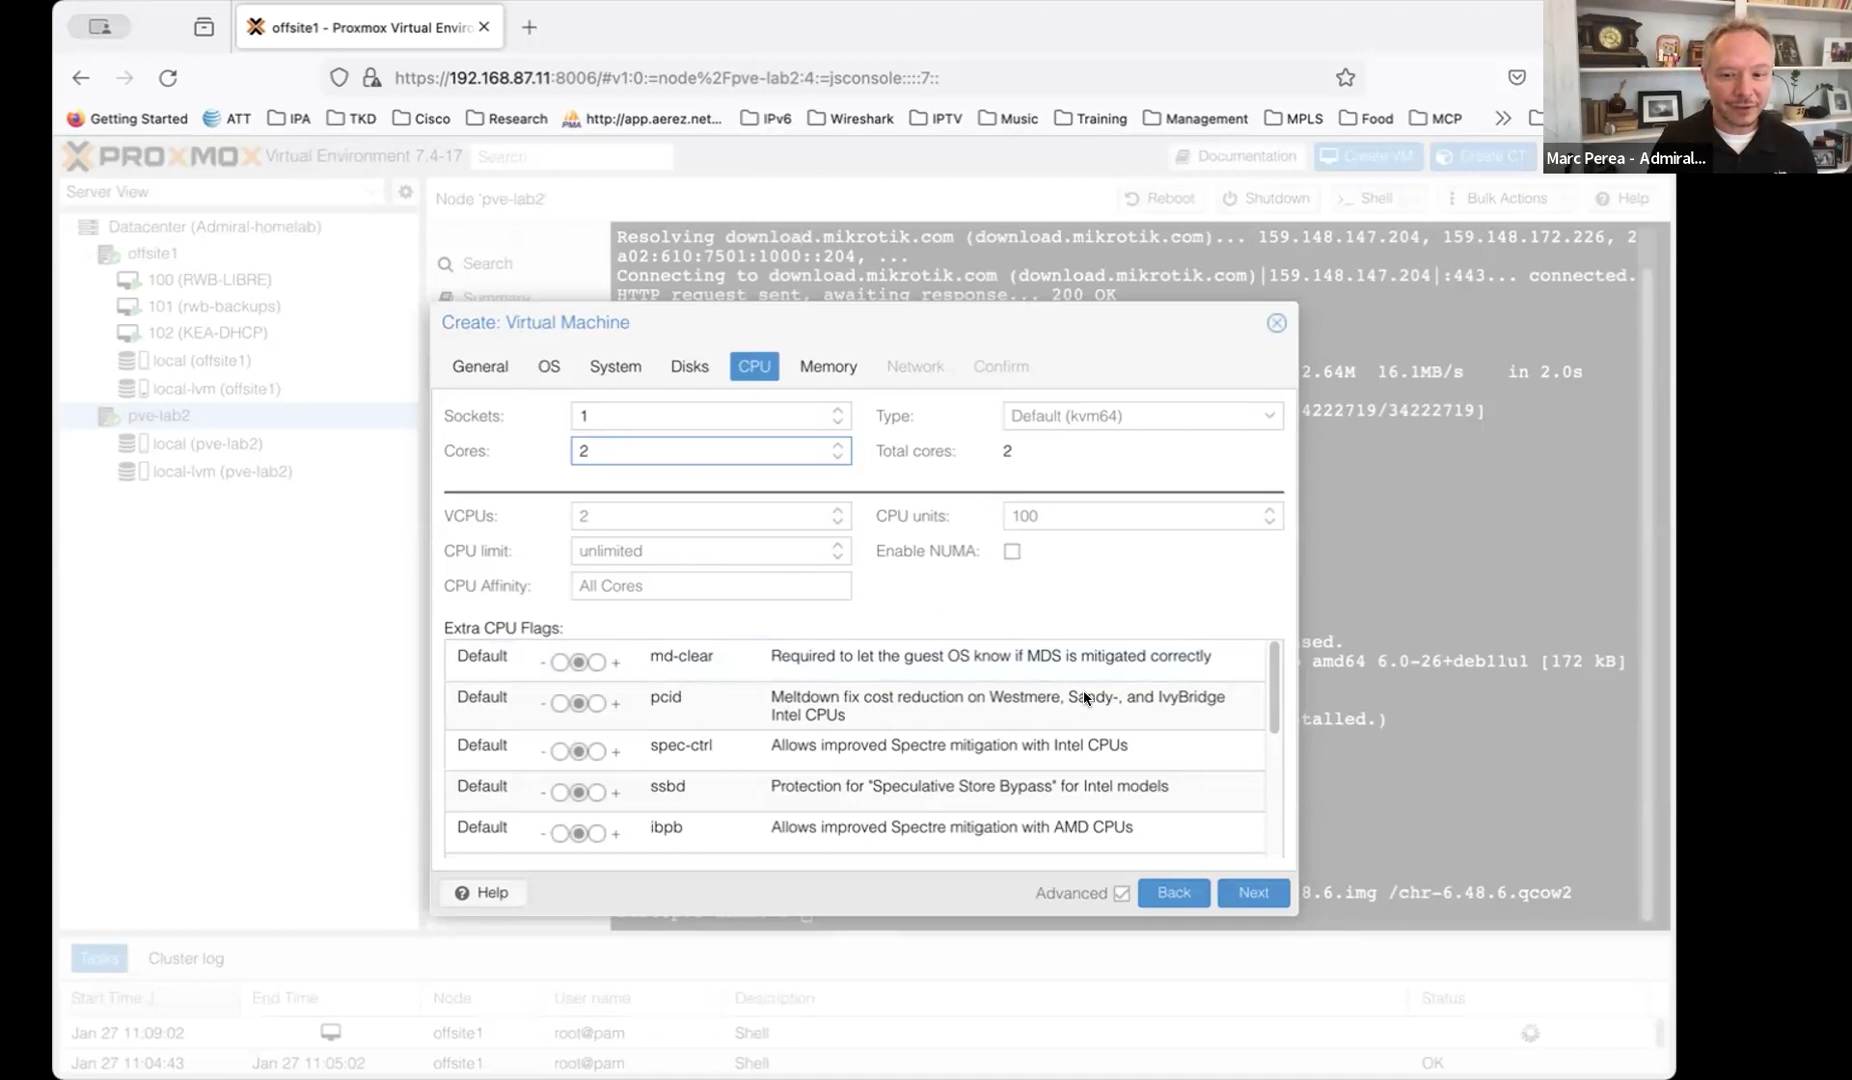 offsite1 - Proxmox Virtual Enviro
https://192.168.87.11:8006/#v1:0:=node%2Fpve-lab2:4:=jsconsole::::7::
Getting Started
ATT
IPA
TKD
Cisco
Research
http://app.aerez.net...
IPv6
Wireshark
IPTV
Music
Training
Management
MPLS
Food
MCP
Marc Perea - Admiral...
PROXMOX Virtual Environment 7.4-17
Search
Documentation
Create VM
Create CT
Server View
Node 'pve-lab2'
Reboot
Shutdown
>_ Shell
Bulk Actions
Help
Datacenter (Admiral-homelab)
offsite1
100 (RWB-LIBRE)
101 (rwb-backups)
102 (KEA-DHCP)
local (offsite1)
local-lvm (offsite1)
pve-lab2
local (pve-lab2)
local-lvm (pve-lab2)
Search
Summary
Resolving download.mikrotik.com (download.mikrotik.com)... 159.148.147.204, 159.148.172.226, 2
a02:610:7501:1000::204, ...
Connecting to download.mikrotik.com (download.mikrotik.com)|159.148.147.204|:443... connected.
HTTP request sent, awaiting response... 200 OK
2.64M 16.1MB/s in 2.0s
4222719/34222719]
sed.
amd64 6.0-26+deb11u1 [172 kB]
talled.)
8.6.img /chr-6.48.6.qcow2
Create: Virtual Machine
General
OS
System
Disks
CPU
Memory
Network
Confirm
Sockets: 1
Type: Default (kvm64)
Cores: 2
Total cores: 2
VCPUs: 2
CPU units: 100
CPU limit: unlimited
Enable NUMA:
CPU Affinity: All Cores
Extra CPU Flags:
Default - + md-clear Required to let the guest OS know if MDS is mitigated correctly
Default - + pcid Meltdown fix cost reduction on Westmere, Sandy-, and IvyBridge
Intel CPUs
Default - + spec-ctrl Allows improved Spectre mitigation with Intel CPUs
Default - + ssbd Protection for "Speculative Store Bypass" for Intel models
Default - + ibpb Allows improved Spectre mitigation with AMD CPUs
Help
Advanced
Back
Next
Tasks
Cluster log
Start Time
End Time
Node
User name
Description
Status
Jan 27 11:09:02 offsite1 root@pam Shell
Jan 27 11:04:43 Jan 27 11:05:02 offsite1 root@pam Shell OK